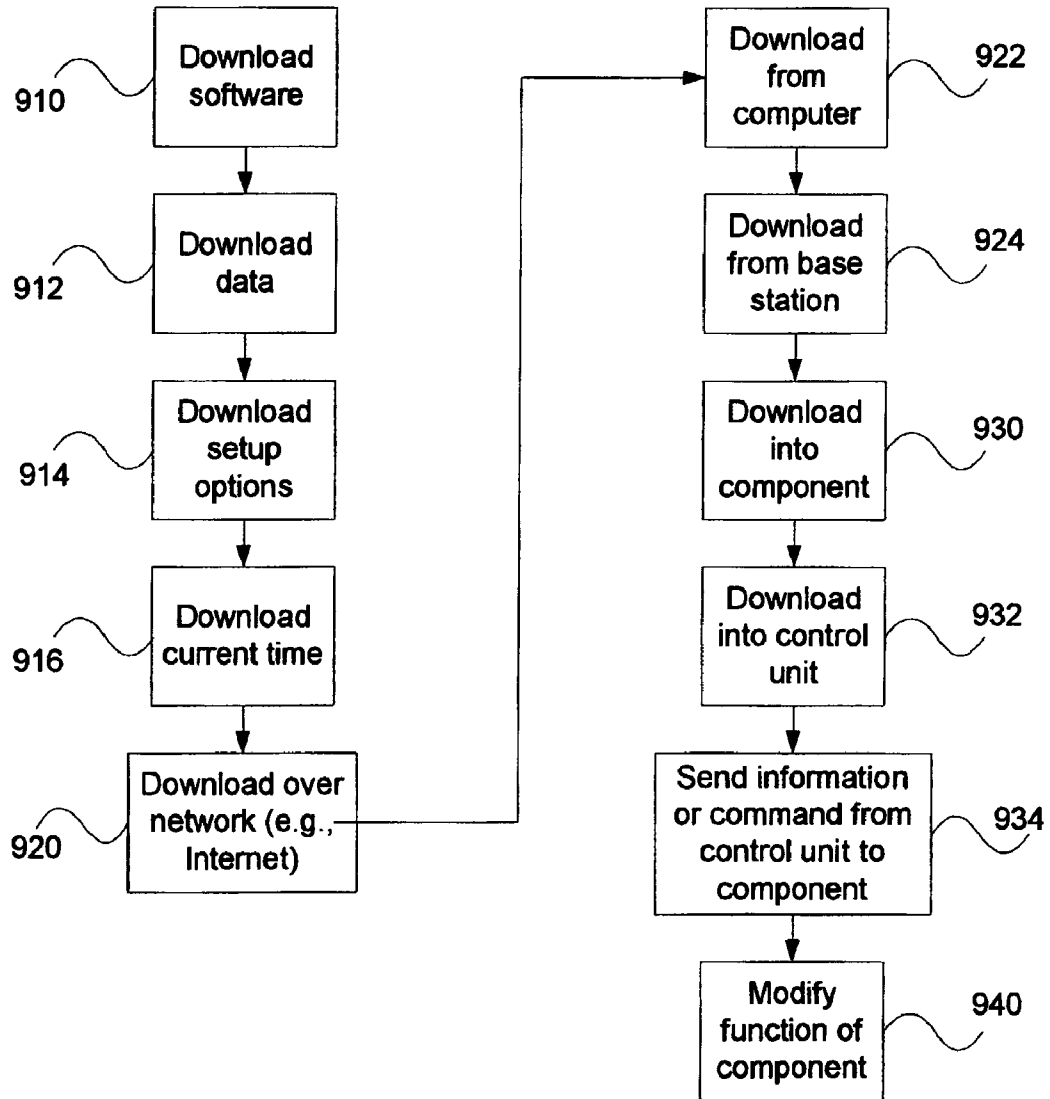 Download
software
910
Download
data
912
Download
setup
options
914
Download
current time
916
Download over
network (e.g.,
Internet)
920
Download
from
computer
922
Download
from base
station
924
Download
into
component
930
Download
into control
unit
932
Send information
or command from
control unit to
component
934
Modify
function of
component
940